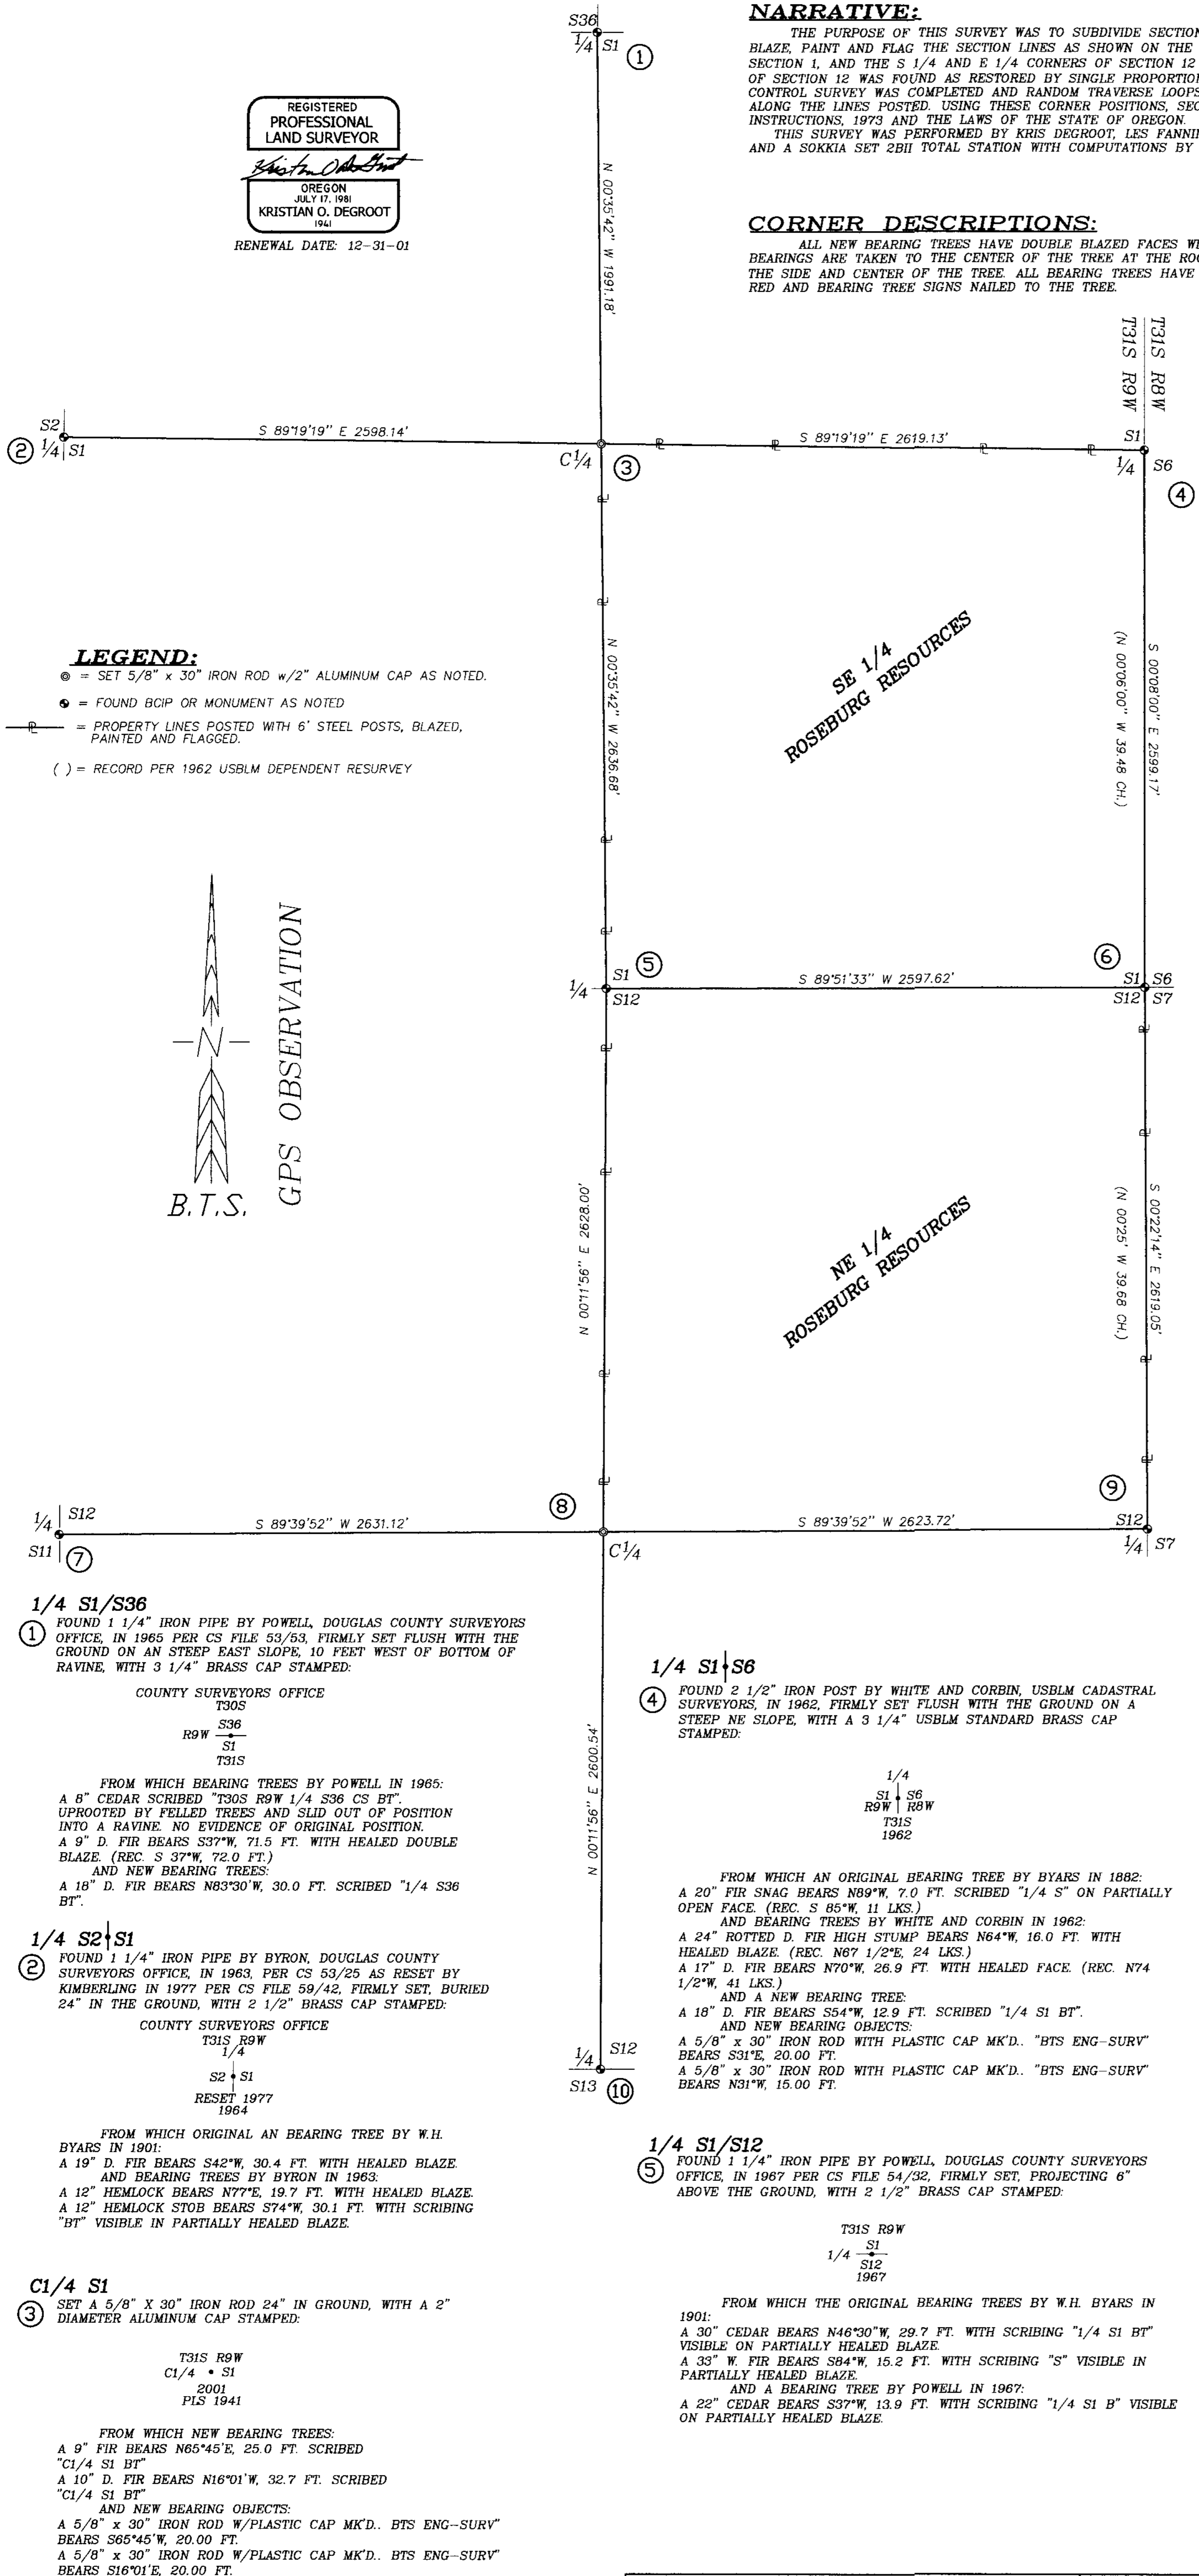 NARRATIVE:
THE PURPOSE OF THIS SURVEY WAS TO SUBDIVIDE SECTION
BLAZE, PAINT AND FLAG THE SECTION LINES AS SHOWN ON THE
SECTION 1, AND THE S 1/4 AND E 1/4 CORNERS OF SECTION 12
OF SECTION 12 WAS FOUND AS RESTORED BY SINGLE PROPORTION
CONTROL SURVEY WAS COMPLETED AND RANDOM TRAVERSE LOOPS
ALONG THE LINES POSTED. USING THESE CORNER POSITIONS, SEC
INSTRUCTIONS, 1973 AND THE LAWS OF THE STATE OF OREGON.
THIS SURVEY WAS PERFORMED BY KRIS DEGROOT, LES FANNIN
AND A SOKKIA SET 2BII TOTAL STATION WITH COMPUTATIONS BY
REGISTERED
PROFESSIONAL
LAND SURVEYOR
OREGON
JULY 17, 1981
KRISTIAN O. DEGROOT
1941
RENEWAL DATE: 12-31-01
CORNER DESCRIPTIONS:
ALL NEW BEARING TREES HAVE DOUBLE BLAZED FACES W
BEARINGS ARE TAKEN TO THE CENTER OF THE TREE AT THE ROO
THE SIDE AND CENTER OF THE TREE. ALL BEARING TREES HAVE
RED AND BEARING TREE SIGNS NAILED TO THE TREE.
S36
1/4 S1
①
N 00°35'42" W 1991.18'
T31S R9W
T31S R8W
S2
② 1/4 S1
S 89°19'19" E 2598.14'
C1/4
③
S 89°19'19" E 2619.13'
S1
1/4 S6
④
LEGEND:
◎ = SET 5/8" x 30" IRON ROD w/2" ALUMINUM CAP AS NOTED.
= FOUND BCIP OR MONUMENT AS NOTED
PL = PROPERTY LINES POSTED WITH 6' STEEL POSTS, BLAZED,
PAINTED AND FLAGGED.
( ) = RECORD PER 1962 USBLM DEPENDENT RESURVEY
N 00°35'42" W 2636.68'
SE 1/4
ROSEBURG RESOURCES
(N 00°06'00" W 39.48 CH.)
S 00°08'00" E 2599.17'
N
B.T.S.
GPS OBSERVATION
S1 ⑤
1/4 S12
S 89°51'33" W 2597.62'
⑥
S1 S6
S12 S7
N 00°11'56" E 2628.00'
NE 1/4
ROSEBURG RESOURCES
(N 00°25' W 39.68 CH.)
S 00°22'14" E 2619.05'
1/4 S12
S11 ⑦
S 89°39'52" W 2631.12'
⑧
C1/4
S 89°39'52" W 2623.72'
⑨
S12
1/4 S7
N 00°11'56" E 2600.54'
1/4 S12
S13 ⑩
1/4 S1/S36
① FOUND 1 1/4" IRON PIPE BY POWELL, DOUGLAS COUNTY SURVEYORS
OFFICE, IN 1965 PER CS FILE 53/53, FIRMLY SET FLUSH WITH THE
GROUND ON AN STEEP EAST SLOPE, 10 FEET WEST OF BOTTOM OF
RAVINE, WITH 3 1/4" BRASS CAP STAMPED:
COUNTY SURVEYORS OFFICE
T30S
S36
R9W
S1
T31S
FROM WHICH BEARING TREES BY POWELL IN 1965:
A 8" CEDAR SCRIBED "T30S R9W 1/4 S36 CS BT".
UPROOTED BY FELLED TREES AND SLID OUT OF POSITION
INTO A RAVINE. NO EVIDENCE OF ORIGINAL POSITION.
A 9" D. FIR BEARS S37°W, 71.5 FT. WITH HEALED DOUBLE
BLAZE. (REC. S 37°W, 72.0 FT.)
AND NEW BEARING TREES:
A 18" D. FIR BEARS N83°30'W, 30.0 FT. SCRIBED "1/4 S36
BT".
1/4 S2 S1
② FOUND 1 1/4" IRON PIPE BY BYRON, DOUGLAS COUNTY
SURVEYORS OFFICE, IN 1963, PER CS 53/25 AS RESET BY
KIMBERLING IN 1977 PER CS FILE 59/42, FIRMLY SET, BURIED
24" IN THE GROUND, WITH 2 1/2" BRASS CAP STAMPED:
COUNTY SURVEYORS OFFICE
T31S R9W
1/4
S2 S1
RESET 1977
1964
FROM WHICH ORIGINAL AN BEARING TREE BY W.H.
BYARS IN 1901:
A 19" D. FIR BEARS S42°W, 30.4 FT. WITH HEALED BLAZE.
AND BEARING TREES BY BYRON IN 1963:
A 12" HEMLOCK BEARS N77°E, 19.7 FT. WITH HEALED BLAZE.
A 12" HEMLOCK STOB BEARS S74°W, 30.1 FT. WITH SCRIBING
"BT" VISIBLE IN PARTIALLY HEALED BLAZE.
C1/4 S1
③ SET A 5/8" X 30" IRON ROD 24" IN GROUND, WITH A 2"
DIAMETER ALUMINUM CAP STAMPED:
T31S R9W
C1/4 • S1
2001
PLS 1941
FROM WHICH NEW BEARING TREES:
A 9" FIR BEARS N65°45'E, 25.0 FT. SCRIBED
"C1/4 S1 BT"
A 10" D. FIR BEARS N16°01'W, 32.7 FT. SCRIBED
"C1/4 S1 BT"
AND NEW BEARING OBJECTS:
A 5/8" x 30" IRON ROD W/PLASTIC CAP MK'D.. BTS ENG-SURV"
BEARS S65°45'W, 20.00 FT.
A 5/8" x 30" IRON ROD W/PLASTIC CAP MK'D.. BTS ENG-SURV"
BEARS S16°01'E, 20.00 FT.
1/4 S1 S6
④ FOUND 2 1/2" IRON POST BY WHITE AND CORBIN, USBLM CADASTRAL
SURVEYORS, IN 1962, FIRMLY SET FLUSH WITH THE GROUND ON A
STEEP NE SLOPE, WITH A 3 1/4" USBLM STANDARD BRASS CAP
STAMPED:
1/4
S1 S6
R9W R8W
T31S
1962
FROM WHICH AN ORIGINAL BEARING TREE BY BYARS IN 1882:
A 20" FIR SNAG BEARS N89°W, 7.0 FT. SCRIBED "1/4 S" ON PARTIALLY
OPEN FACE. (REC. S 85°W, 11 LKS.)
AND BEARING TREES BY WHITE AND CORBIN IN 1962:
A 24" ROTTED D. FIR HIGH STUMP BEARS N64°W, 16.0 FT. WITH
HEALED BLAZE. (REC. N67 1/2°E, 24 LKS.)
A 17" D. FIR BEARS N70°W, 26.9 FT. WITH HEALED FACE. (REC. N74
1/2°W, 41 LKS.)
AND A NEW BEARING TREE:
A 18" D. FIR BEARS S54°W, 12.9 FT. SCRIBED "1/4 S1 BT".
AND NEW BEARING OBJECTS:
A 5/8" x 30" IRON ROD WITH PLASTIC CAP MK'D.. "BTS ENG-SURV"
BEARS S31°E, 20.00 FT.
A 5/8" x 30" IRON ROD WITH PLASTIC CAP MK'D.. "BTS ENG-SURV"
BEARS N31°W, 15.00 FT.
1/4 S1/S12
⑤ FOUND 1 1/4" IRON PIPE BY POWELL, DOUGLAS COUNTY SURVEYORS
OFFICE, IN 1967 PER CS FILE 54/32, FIRMLY SET, PROJECTING 6"
ABOVE THE GROUND, WITH 2 1/2" BRASS CAP STAMPED:
T31S R9W
S1
1/4
S12
1967
FROM WHICH THE ORIGINAL BEARING TREES BY W.H. BYARS IN
1901:
A 30" CEDAR BEARS N46°30"W, 29.7 FT. WITH SCRIBING "1/4 S1 BT"
VISIBLE ON PARTIALLY HEALED BLAZE.
A 33" W. FIR BEARS S84°W, 15.2 FT. WITH SCRIBING "S" VISIBLE IN
PARTIALLY HEALED BLAZE.
AND A BEARING TREE BY POWELL IN 1967:
A 22" CEDAR BEARS S37°W, 13.9 FT. WITH SCRIBING "1/4 S1 B" VISIBLE
ON PARTIALLY HEALED BLAZE.